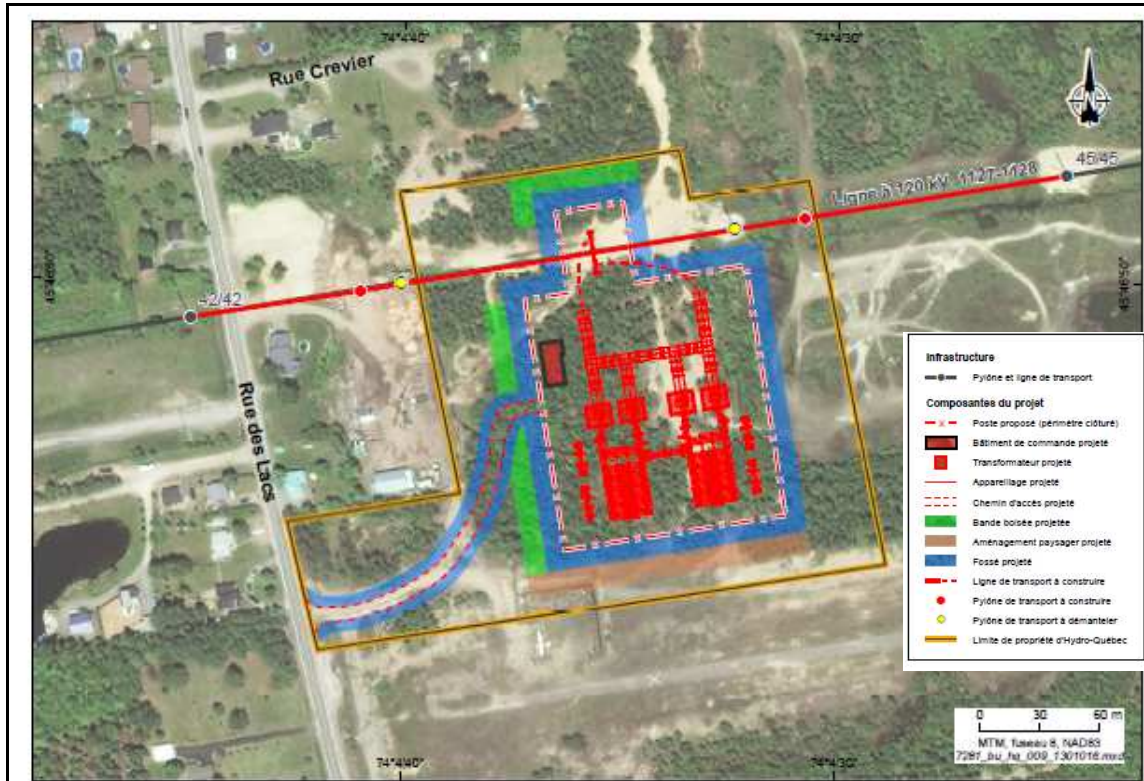 74°4'40"
74°4'30"
Rue Crevier
N
45/45
Ligne à 120 kV -1127-1128
42/42
45°46'50"
45°46'50"
Rue des Lacs
Infrastructure
Pylône et ligne de transport
Composantes du projet
Poste proposé (périmètre clôturé)
Bâtiment de commande projeté
Transformateur projeté
Appareillage projeté
Chemin d'accès projeté
Bande boisée projetée
Aménagement paysager projeté
Fossé projeté
Ligne de transport à construire
Pylône de transport à construire
Pylône de transport à démanteler
Limite de propriété d'Hydro-Québec
0 30 60 m
MTM, fuseau 8, NAD83
74°4'40"
74°4'30"